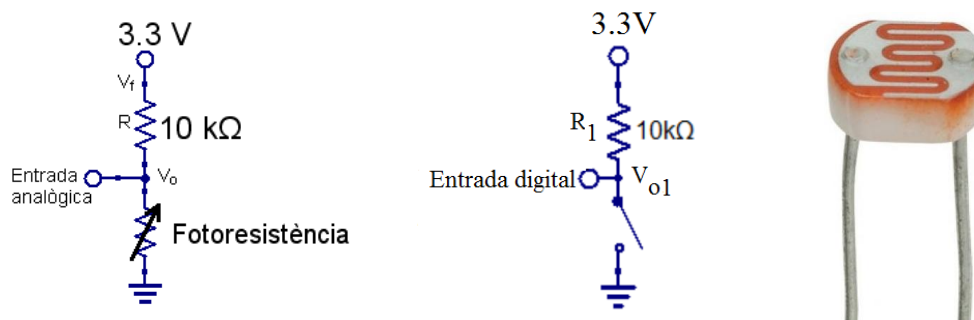 3.3 V
Vf
R 10 kΩ
Entrada
analògica
Vo
Fotoresistència
3.3V
R1 10kΩ
Entrada digital
Vo1